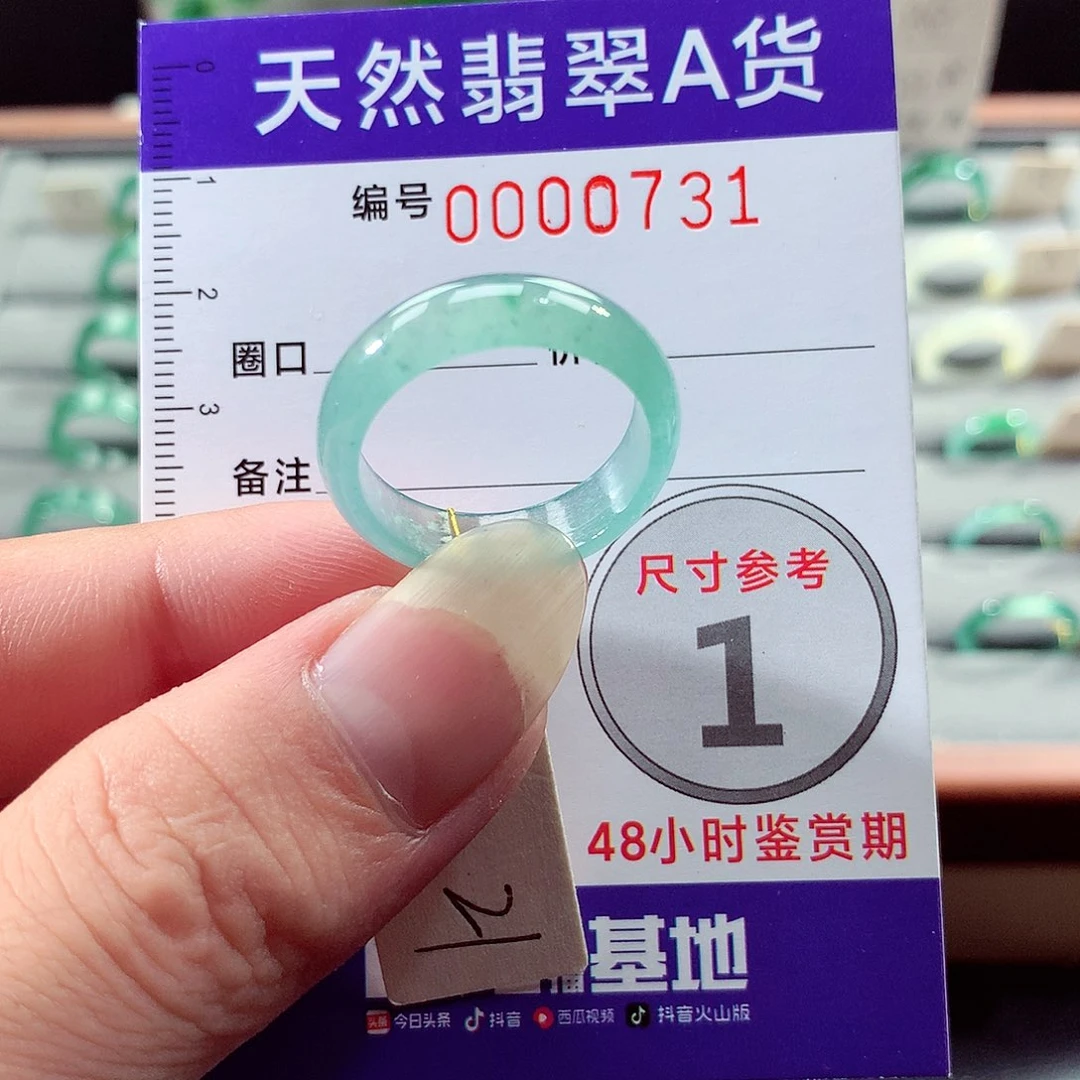 天然翡翠A货
编号 0000731
0
1
2
3
圈口
备注
尺寸参考
1
48小时鉴赏期
基地
头条 今日头条 抖音 西瓜视频 抖音火山版